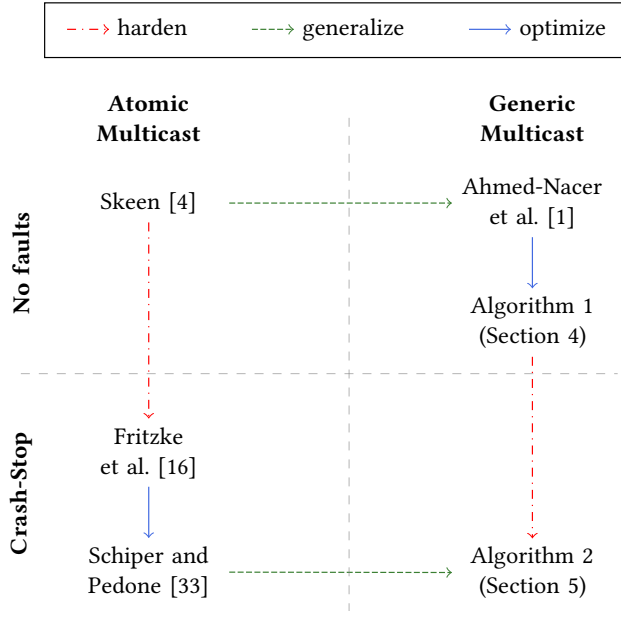 harden generalize optimize
Atomic
Multicast
Generic
Multicast
No faults
Skeen [4]
Ahmed-Nacer
et al. [1]
Algorithm 1
(Section 4)
Crash-Stop
Fritzke
et al. [16]
Schiper and
Pedone [33]
Algorithm 2
(Section 5)